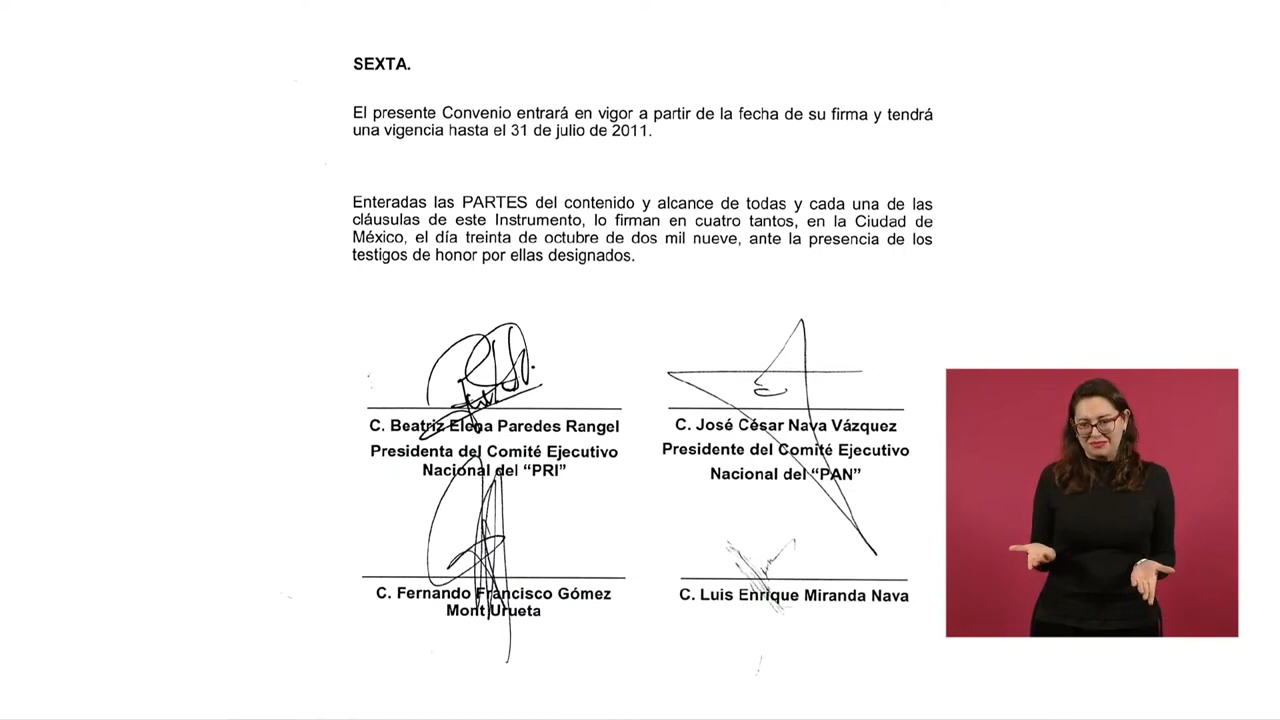 SEXTA.
El presente Convenio entrará en vigor a partir de la fecha de su firma y tendrá
una vigencia hasta el 31 de julio de 2011.
Enteradas las PARTES del contenido y alcance de todas y cada una de las
cláusulas de este Instrumento, lo firman en cuatro tantos, en la Ciudad de
México, el día treinta de octubre de dos mil nueve, ante la presencia de los
testigos de honor por ellas designados.
C. Beatriz Elena Paredes Rangel
Presidenta del Comité Ejecutivo
Nacional del “PRI”
C. José César Nava Vázquez
Presidente del Comité Ejecutivo
Nacional del “PAN”
C. Fernando Francisco Gómez
Mont Urueta
C. Luis Enrique Miranda Nava